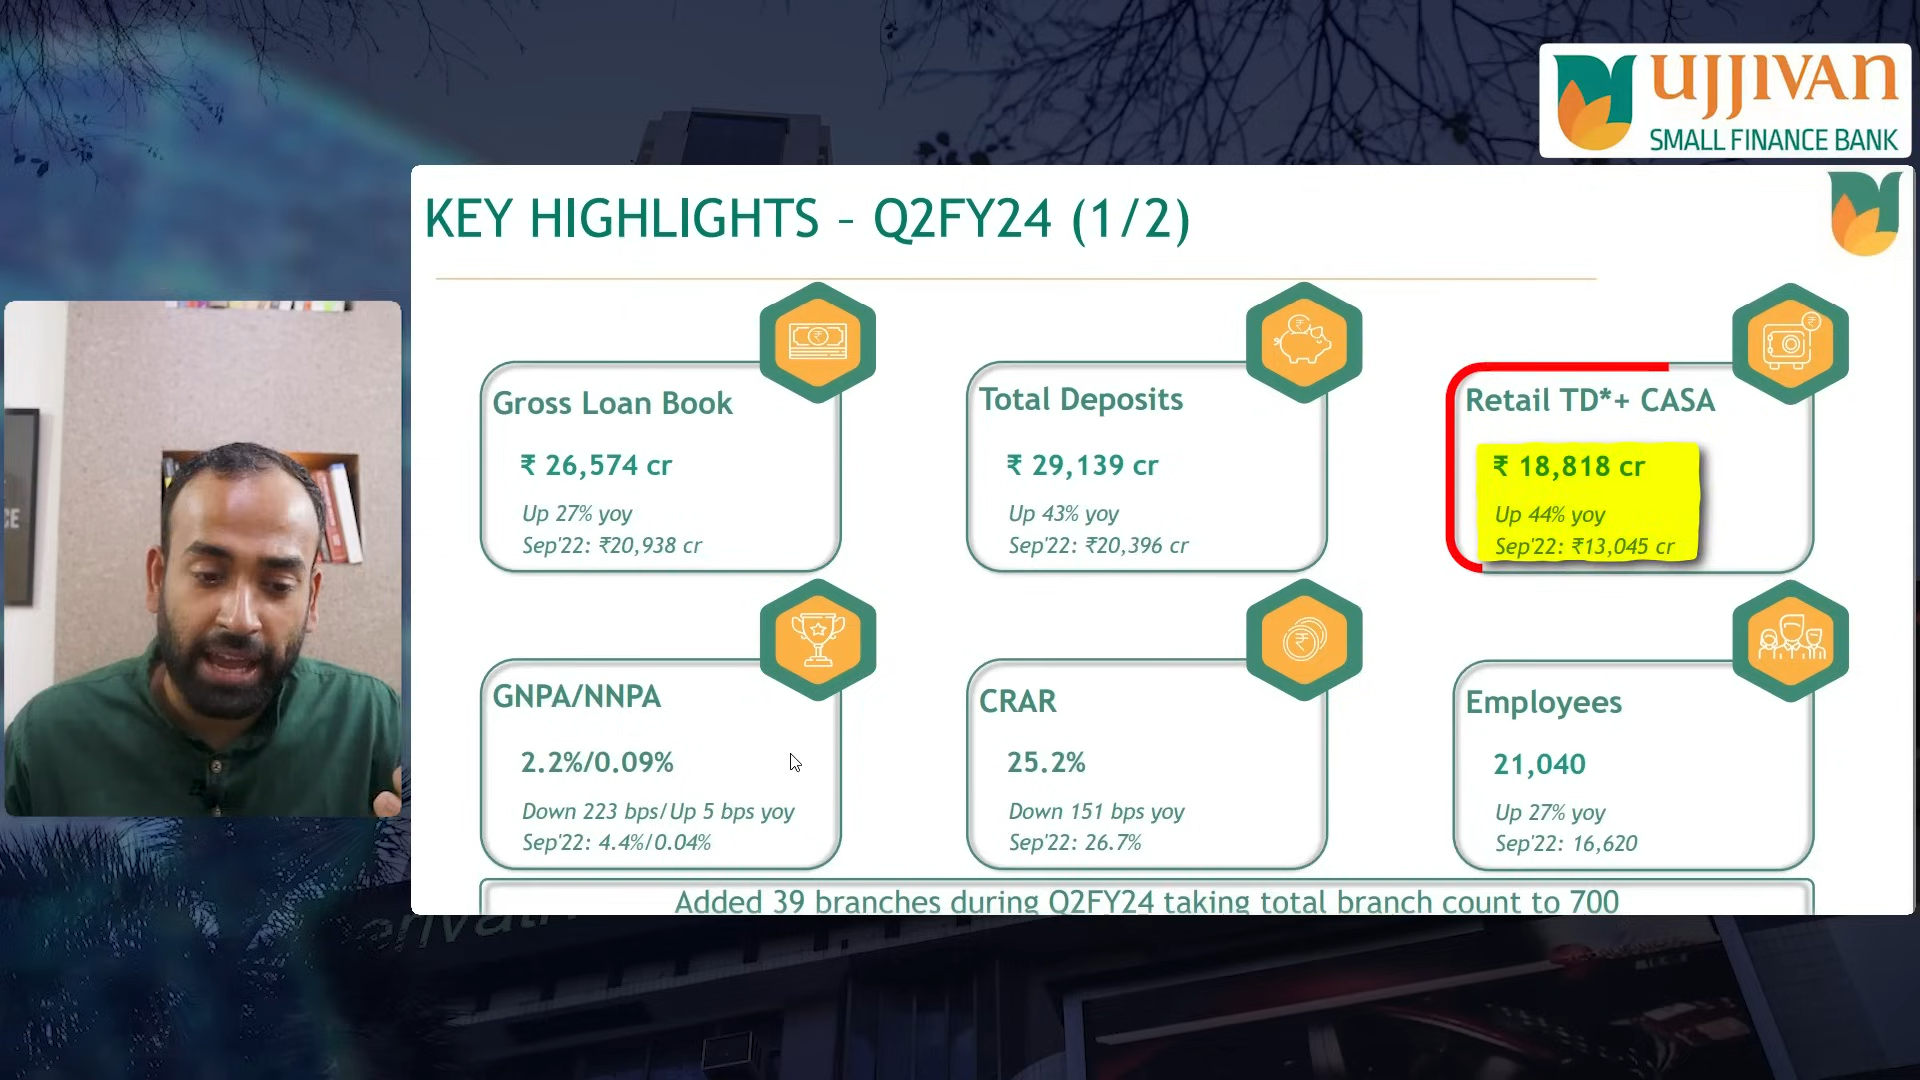 UJJIVAN
SMALL FINANCE BANK
KEY HIGHLIGHTS – Q2FY24 (1/2)
Gross Loan Book
₹ 26,574 cr
Up 27% yoy
Sep'22: ₹20,938 cr
Total Deposits
₹ 29,139 cr
Up 43% yoy
Sep'22: ₹20,396 cr
Retail TD*+ CASA
₹ 18,818 cr
Up 44% yoy
Sep'22: ₹13,045 cr
GNPA/NNPA
2.2%/0.09%
Down 223 bps/Up 5 bps yoy
Sep'22: 4.4%/0.04%
CRAR
25.2%
Down 151 bps yoy
Sep'22: 26.7%
Employees
21,040
Up 27% yoy
Sep'22: 16,620
Added 39 branches during Q2FY24 taking total branch count to 700